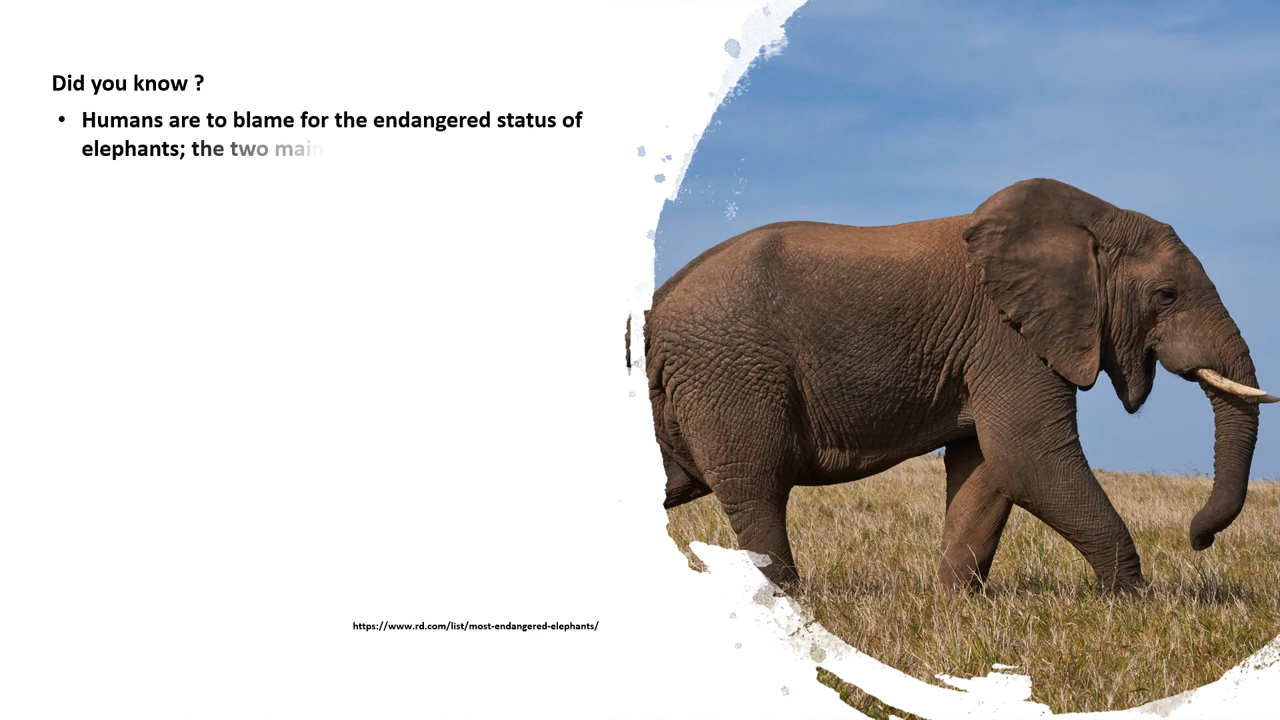 Did you know ?
• Humans are to blame for the endangered status of
elephants; the two main
https://www.rd.com/list/most-endangered-elephants/